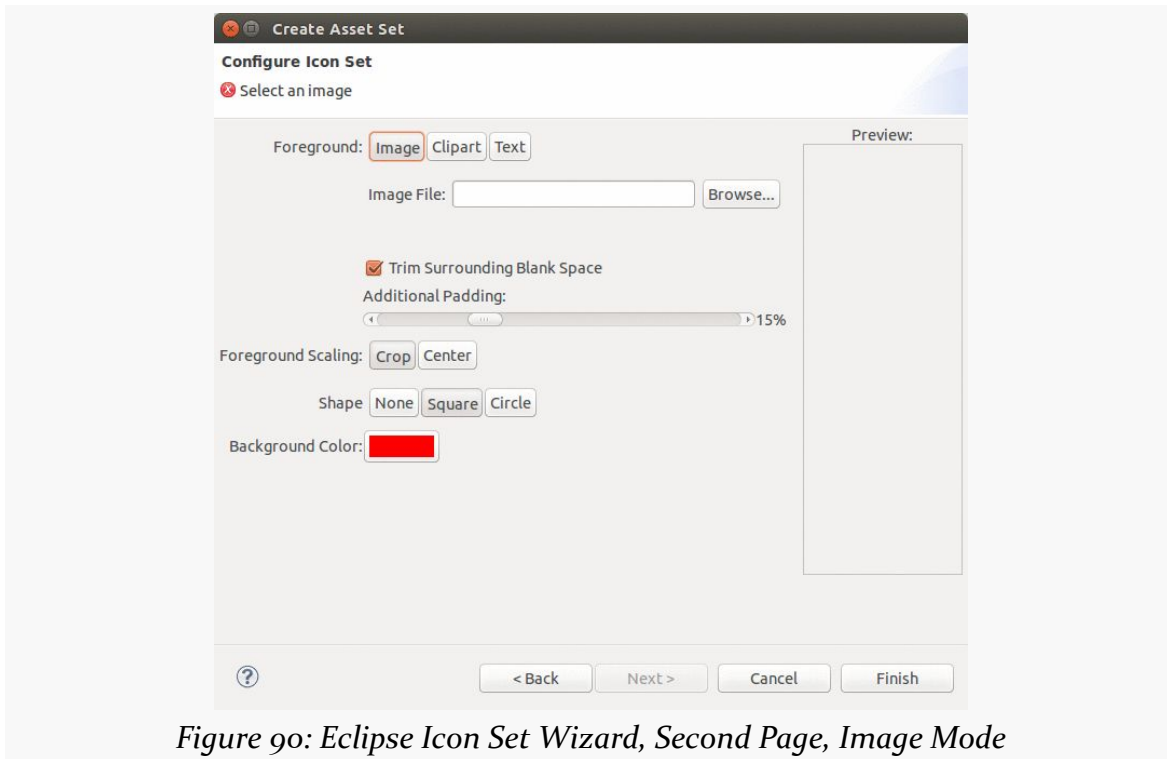 Create Asset Set
Configure Icon Set
Select an image
Foreground: Image Clipart Text
Preview:
Image File: Browse...
Trim Surrounding Blank Space
Additional Padding:
15%
Foreground Scaling: Crop Center
Shape None Square Circle
Background Color:
< Back Next > Cancel Finish
Figure 90: Eclipse Icon Set Wizard, Second Page, Image Mode